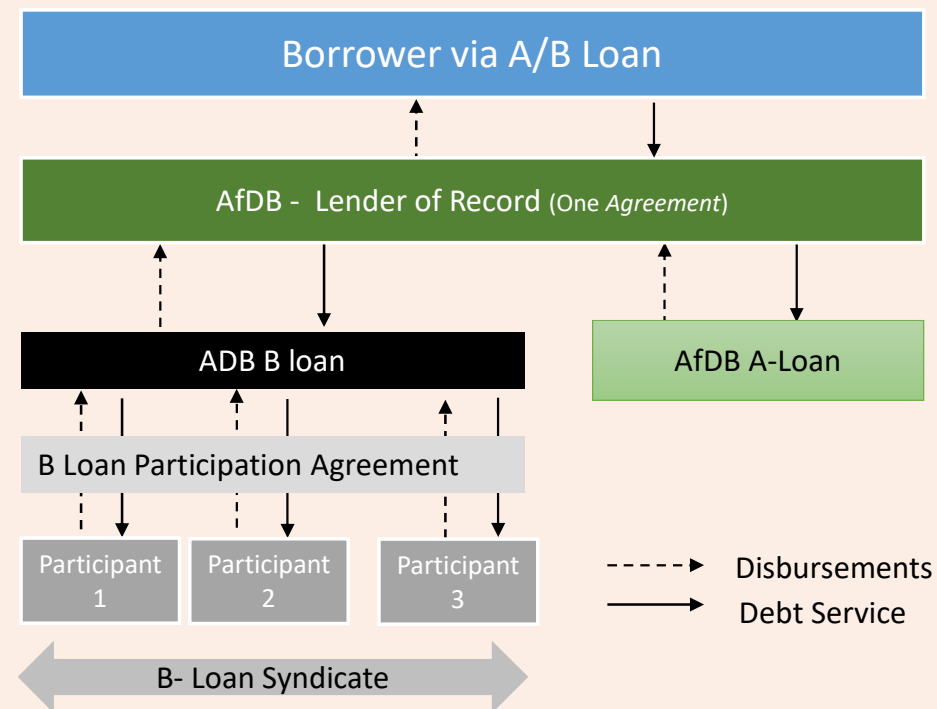 Borrower via A/B Loan
AfDB - Lender of Record (One Agreement)
ADB B loan
AfDB A-Loan
B Loan Participation Agreement
Participant
1
Participant
2
Participant
3
Disbursements
Debt Service
B- Loan Syndicate